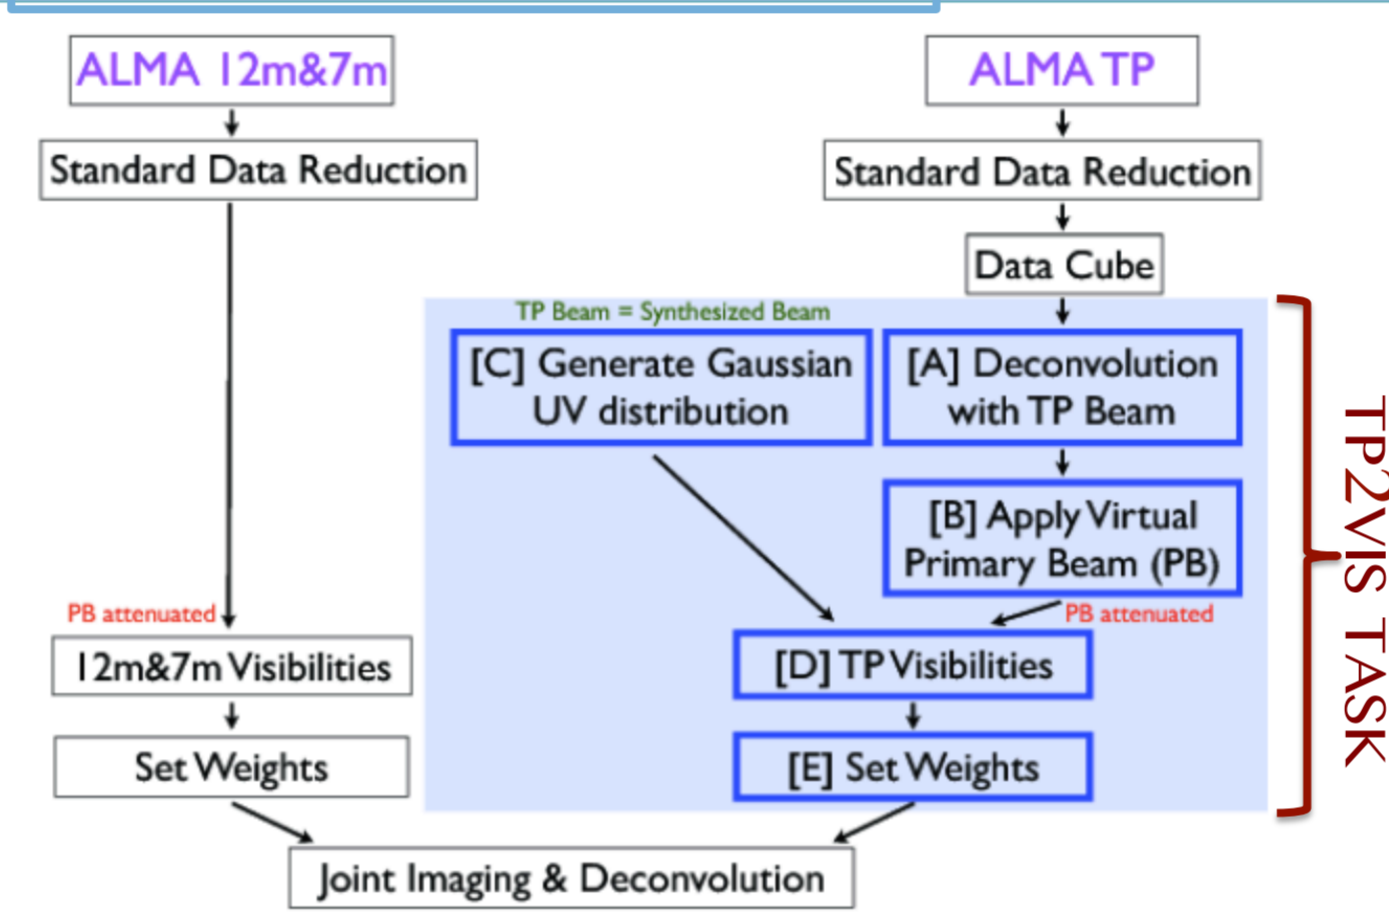 ALMA 12m&7m
Standard Data Reduction
PB attenuated
12m&7m Visibilities
Set Weights
ALMA TP
Standard Data Reduction
Data Cube
TP Beam = Synthesized Beam
[C] Generate Gaussian
UV distribution
[A] Deconvolution
with TP Beam
[B] Apply Virtual
Primary Beam (PB)
PB attenuated
[D] TP Visibilities
[E] Set Weights
Joint Imaging & Deconvolution
TP2VIS TASK